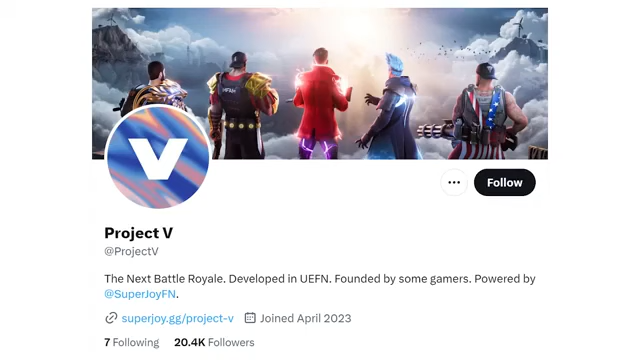 INFAM
V
Follow
Project V
@ProjectV
The Next Battle Royale. Developed in UEFN. Founded by some gamers. Powered by
@SuperJoyFN.
superjoy.gg/project-v Joined April 2023
7 Following 20.4K Followers